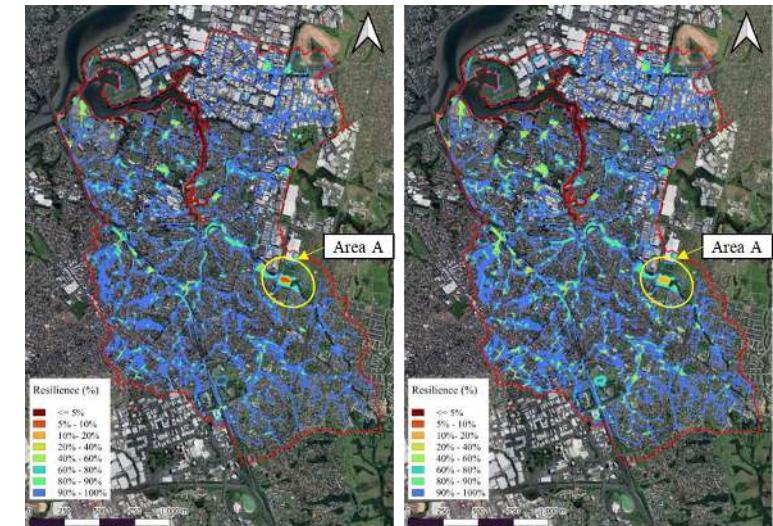 Area A
Resilience (%)
<= 5%
5% - 10%
10%- 20%
20% - 40%
40% - 60%
60% - 80%
80% - 90%
90% - 100%
Area A
Resilience (%)
<= 5%
5% - 10%
10%- 20%
20% - 40%
40% - 60%
60% - 80%
80% - 90%
90% - 100%